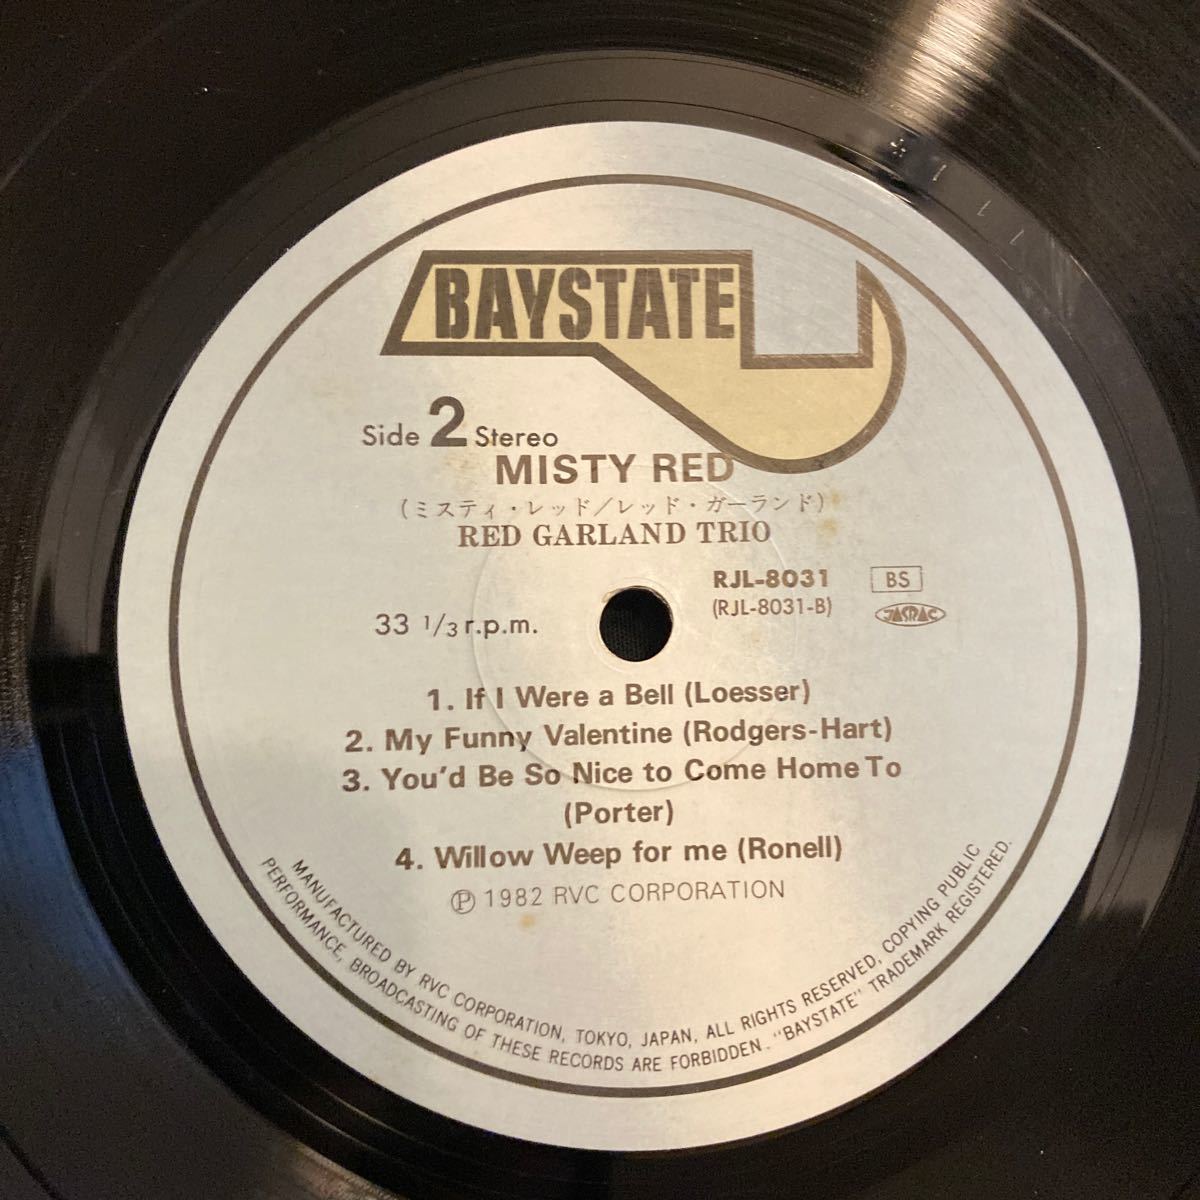 BAYSTATE
Side 2 Stereo
MISTY RED
(ミスティ・レッド/レッド・ガーランド)
RED GARLAND TRIO
RJL-8031 BS
(RJL-8031-B) JASRAC
33 1/3 r.p.m.
1. If I Were a Bell (Loesser)
2. My Funny Valentine (Rodgers-Hart)
3. You'd Be So Nice to Come Home To
(Porter)
4. Willow Weep for me (Ronell)
Ⓟ 1982 RVC CORPORATION
MANUFACTURED BY RVC CORPORATION, TOKYO, JAPAN, ALL RIGHTS RESERVED, COPYING PUBLIC
PERFORMANCE, BROADCASTING OF THESE RECORDS ARE FORBIDDEN. "BAYSTATE" TRADEMARK REGISTERED.